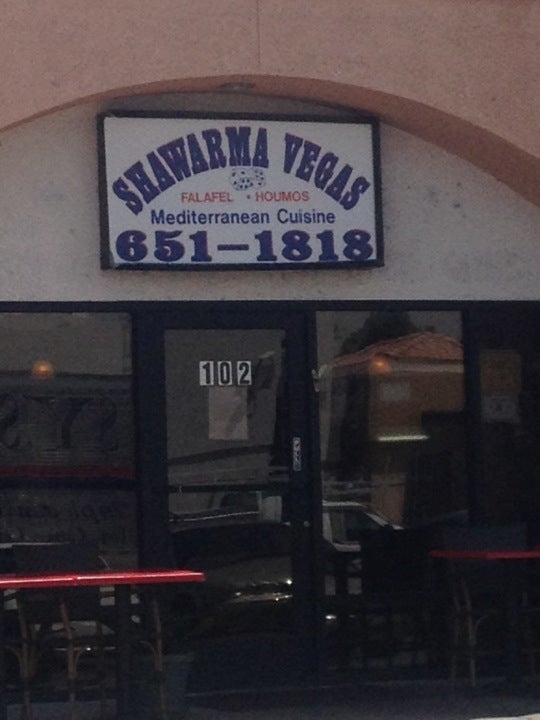 SHAWARMA VEGAS
FALAFEL • HOUMOS
Mediterranean Cuisine
651-1818
102